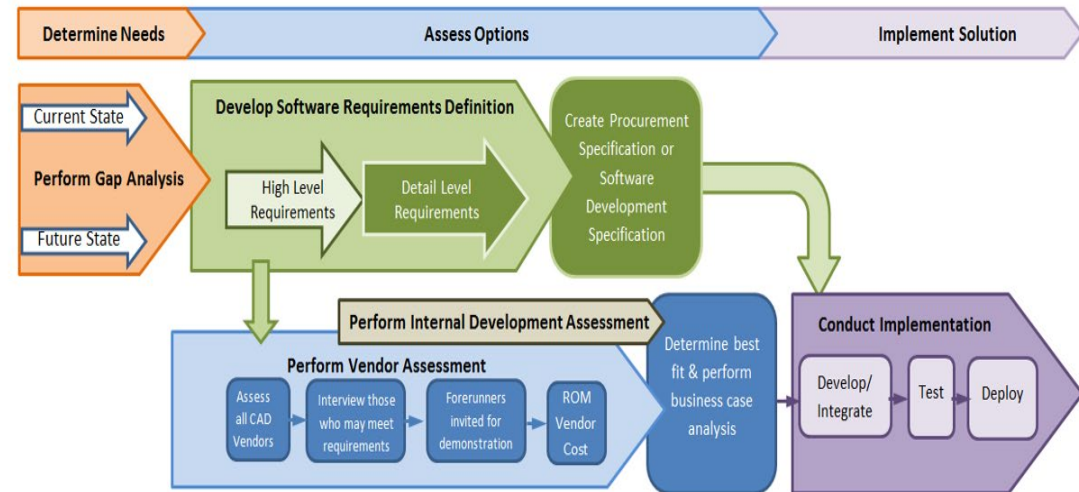 Determine Needs
Assess Options
Implement Solution
Current State
Perform Gap Analysis
Future State
Develop Software Requirements Definition
High Level
Requirements
Detail Level
Requirements
Create Procurement
Specification or
Software
Development
Specification
Perform Internal Development Assessment
Perform Vendor Assessment
Assess
all CAD
Vendors
Interview those
who may meet
requirements
Forerunners
invited for
demonstration
ROM
Vendor
Cost
Determine best
fit & perform
business case
analysis
Conduct Implementation
Develop/
Integrate
Test
Deploy